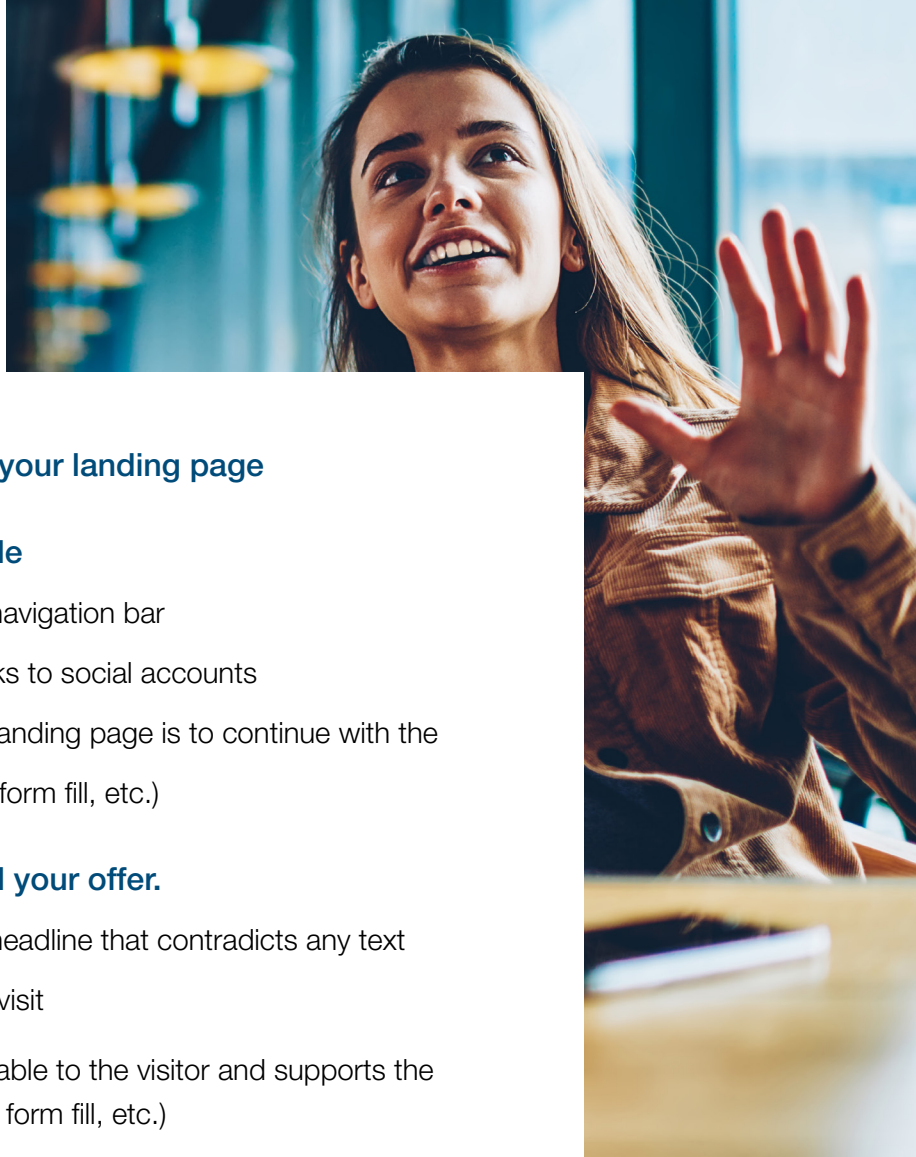 your landing page
le
navigation bar
ks to social accounts
anding page is to continue with the
form fill, etc.)
d your offer.
headline that contradicts any text
visit
able to the visitor and supports the
form fill, etc.)